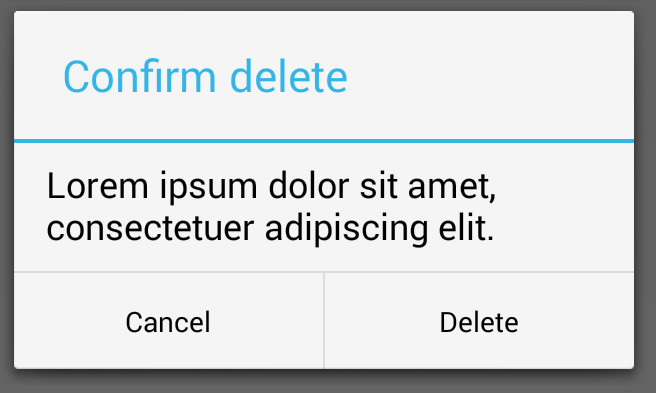 Confirm delete
Lorem ipsum dolor sit amet,
consectetuer adipiscing elit.
Cancel
Delete